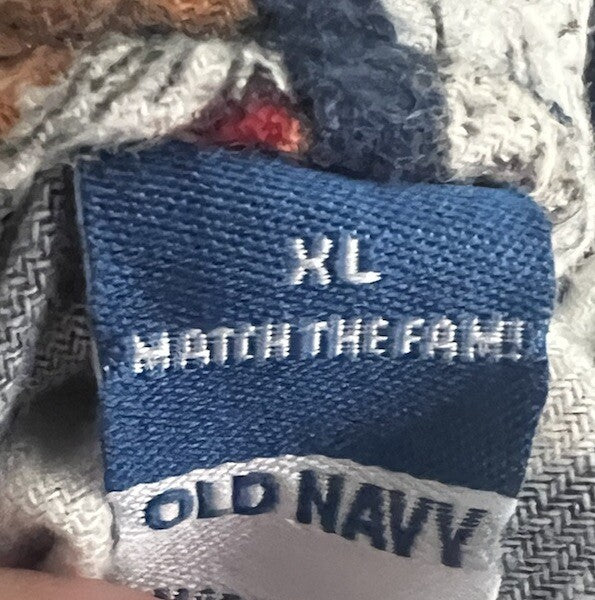 XL
MATCH THE FAM!
OLD NAVY